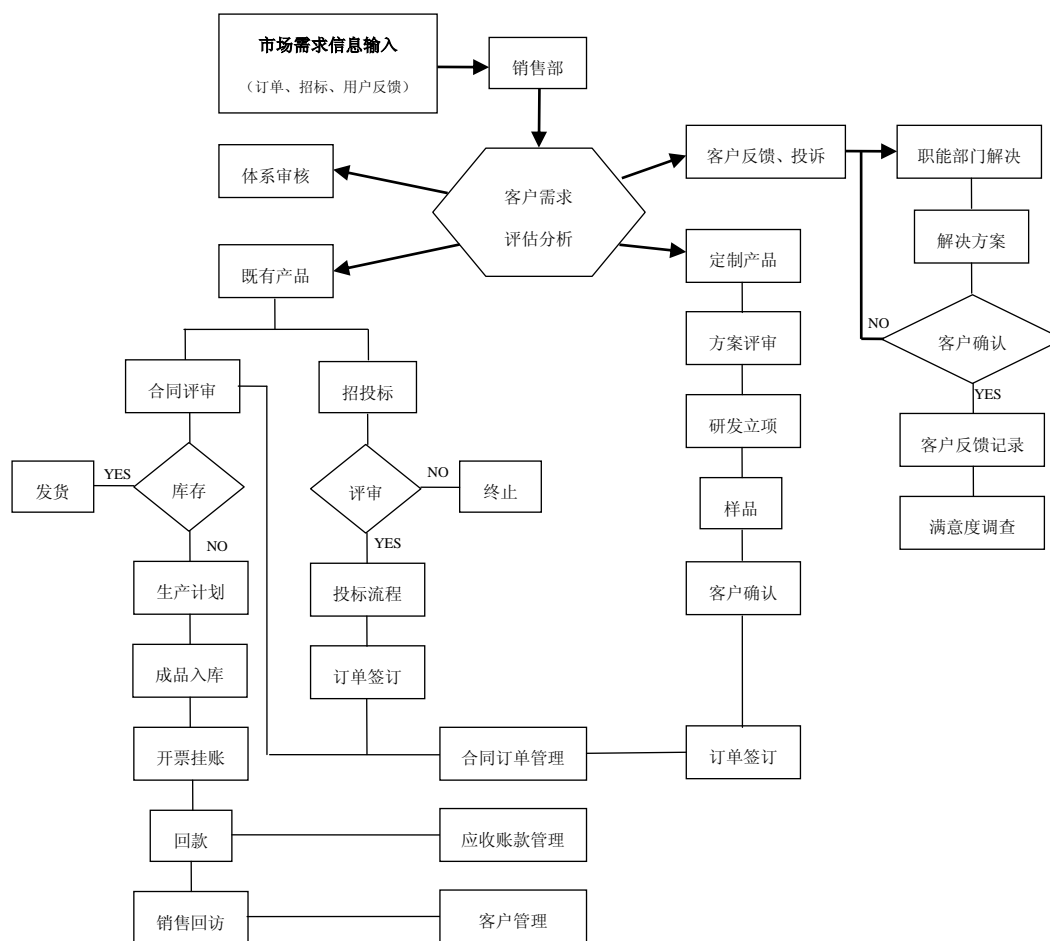 市场需求信息输入
（订单、招标、用户反馈）
销售部
客户反馈、投诉
职能部门解决
体系审核
客户需求
评估分析
解决方案
既有产品
定制产品
NO
客户确认
方案评审
合同评审
招投标
YES
研发立项
客户反馈记录
发货
YES
库存
评审
NO
终止
样品
满意度调查
NO
YES
生产计划
投标流程
客户确认
成品入库
订单签订
开票挂账
合同订单管理
订单签订
回款
应收账款管理
销售回访
客户管理